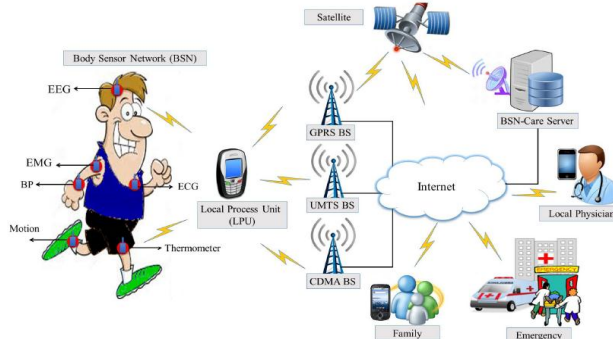 Satellite
Body Sensor Network (BSN)
EEG
GPRS BS
BSN-Care Server
EMG
BP
ECG
Internet
Local Process Unit
(LPU)
UMTS BS
Local Physician
Motion
Thermometer
CDMA BS
EMERGENCY
Family
Emergency